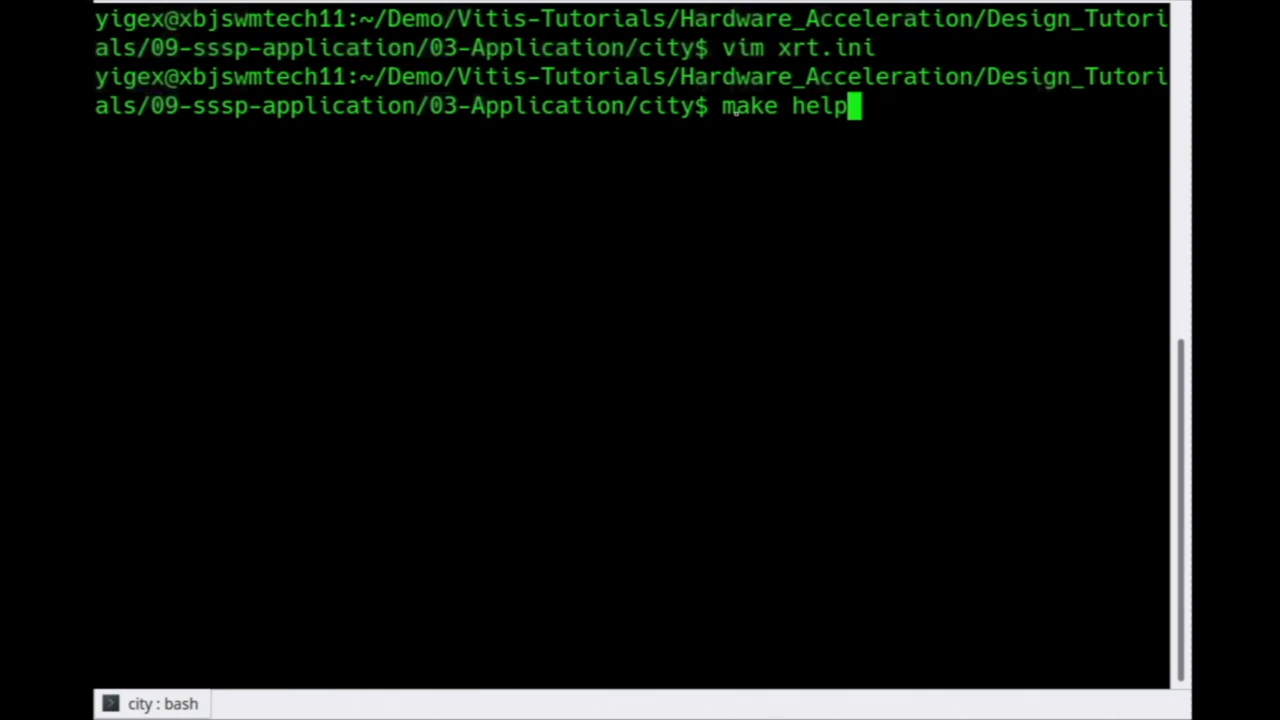 yigex@xbjswmtech11:~/Demo/Vitis-Tutorials/Hardware_Acceleration/Design_Tutori
als/09-sssp-application/03-Application/city$ vim xrt.ini
yigex@xbjswmtech11:~/Demo/Vitis-Tutorials/Hardware_Acceleration/Design_Tutori
als/09-sssp-application/03-Application/city$ make help
city : bash